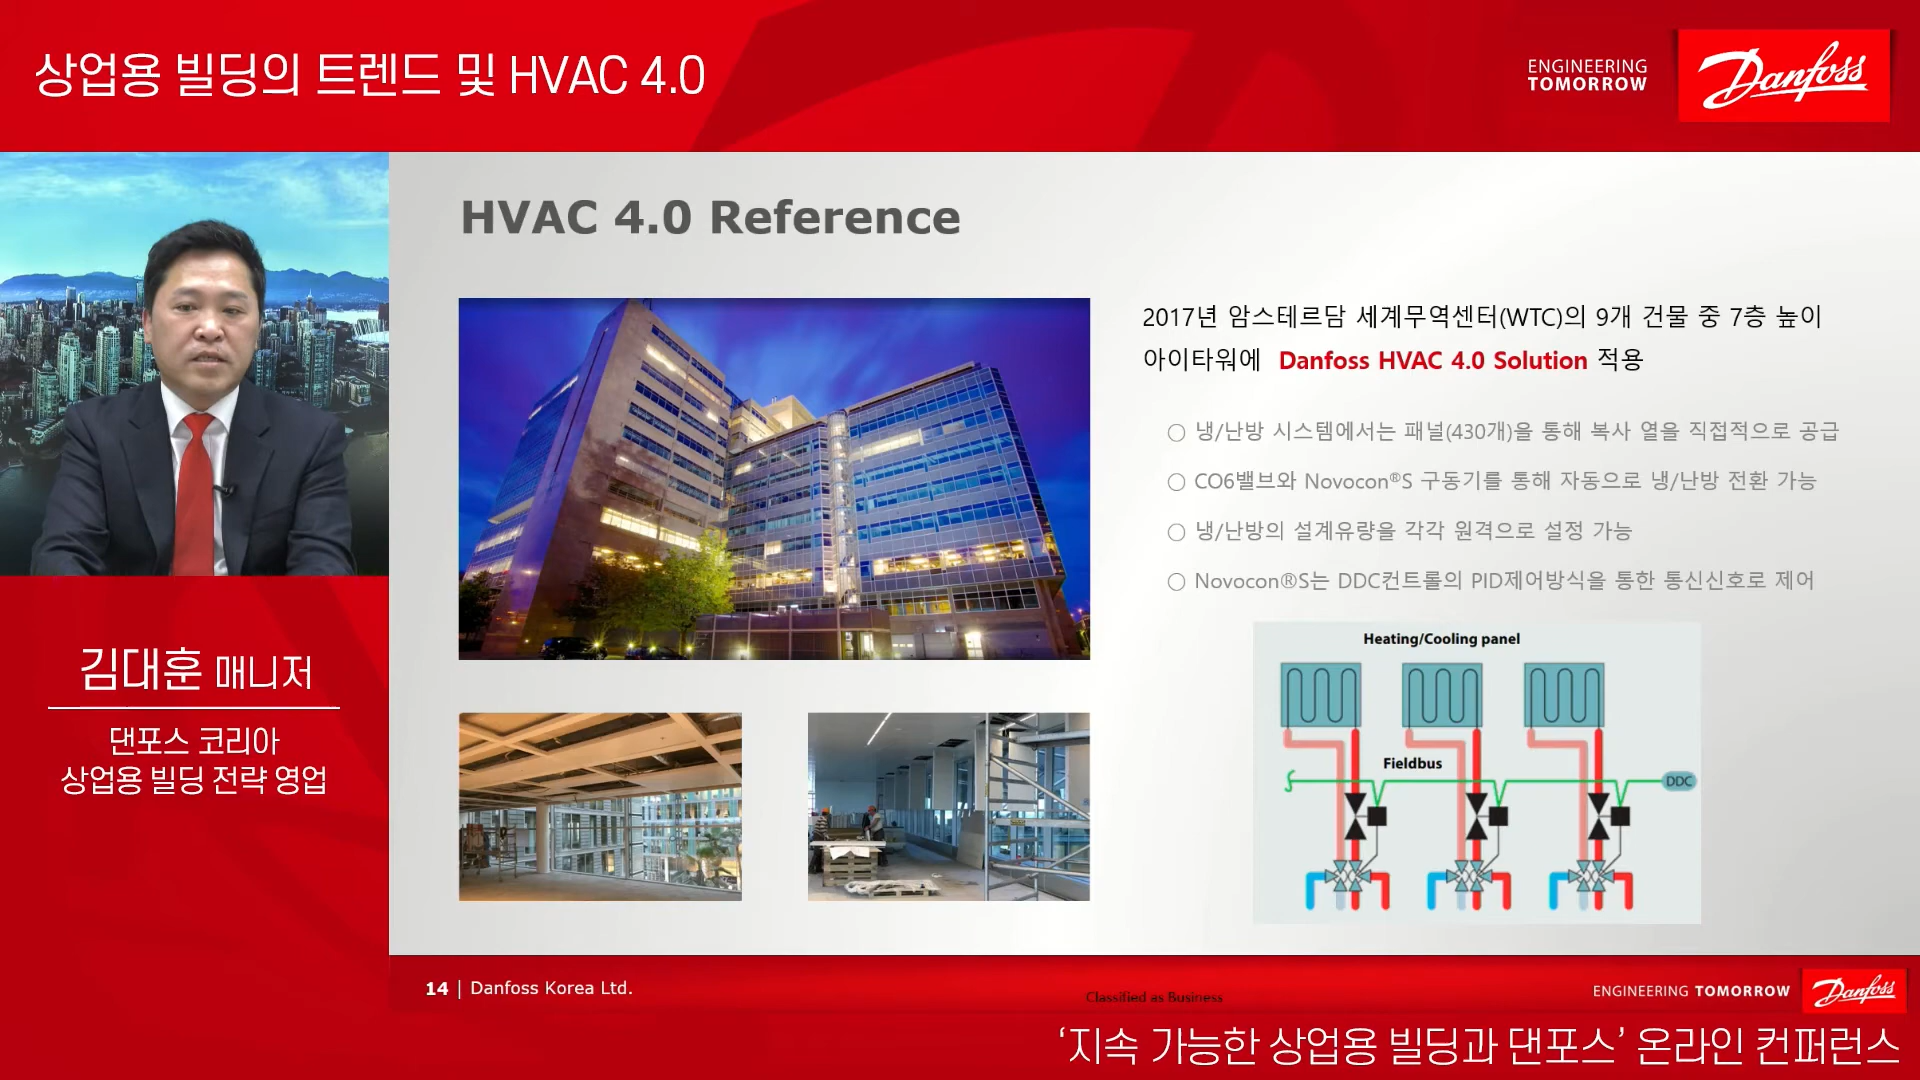 상업용 빌딩의 트렌드 및 HVAC 4.0
ENGINEERING
TOMORROW
Danfoss
HVAC 4.0 Reference
2017년 암스테르담 세계무역센터(WTC)의 9개 건물 중 7층 높이
아이타워에 Danfoss HVAC 4.0 Solution 적용
○ 냉/난방 시스템에서는 패널(430개)을 통해 복사 열을 직접적으로 공급
○ CO6밸브와 Novocon®S 구동기를 통해 자동으로 냉/난방 전환 가능
○ 냉/난방의 설계유량을 각각 원격으로 설정 가능
○ Novocon®S는 DDC컨트롤의 PID제어방식을 통한 통신신호로 제어
Heating/Cooling panel
Fieldbus
DDC
김대훈 매니저
댄포스 코리아
상업용 빌딩 전략 영업
14 | Danfoss Korea Ltd.
Classified as Business
ENGINEERING TOMORROW
Danfoss
‘지속 가능한 상업용 빌딩과 댄포스’ 온라인 컨퍼런스